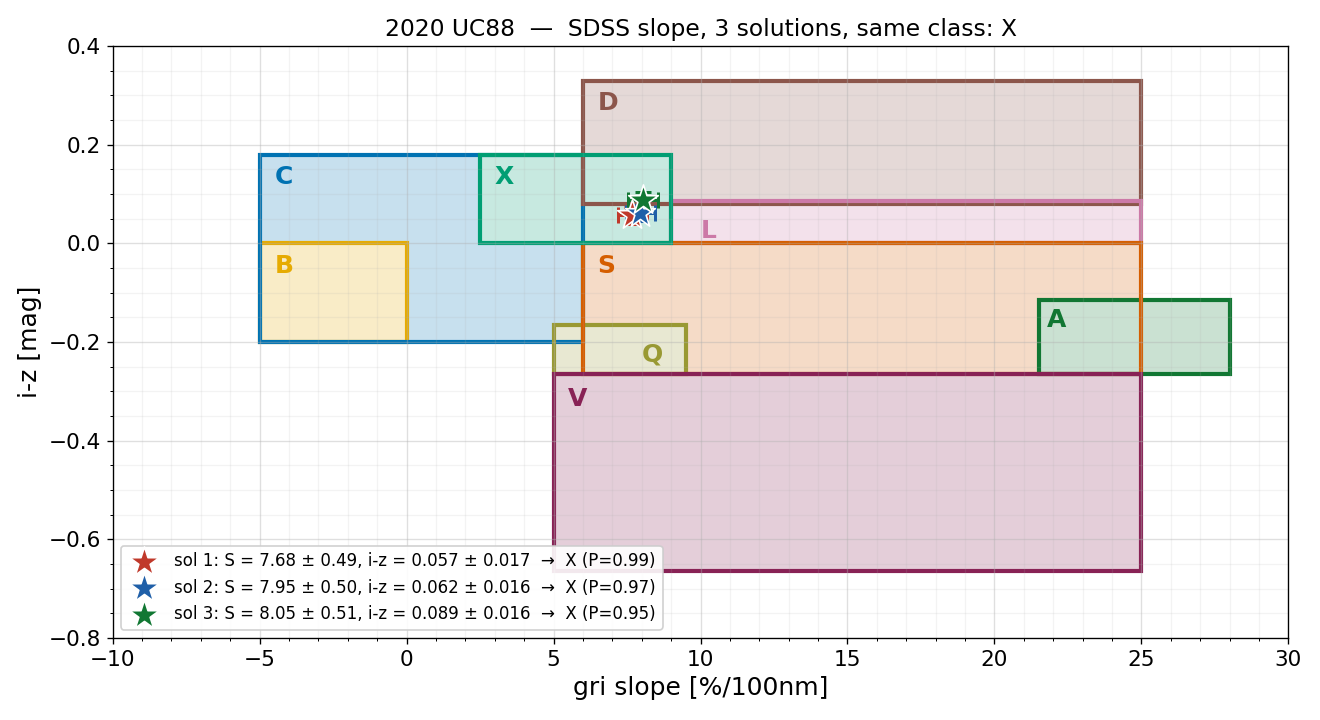 2020 UC88 — SDSS slope, 3 solutions, same class: X
i-z [mag]
0.4
0.2
0.0
−0.2
−0.4
−0.6
−0.8
D
C
X
L
B
S
A
Q
V
sol 1: S = 7.68 ± 0.49, i-z = 0.057 ± 0.017 → X (P=0.99)
sol 2: S = 7.95 ± 0.50, i-z = 0.062 ± 0.016 → X (P=0.97)
sol 3: S = 8.05 ± 0.51, i-z = 0.089 ± 0.016 → X (P=0.95)
−10 −5 0 5 10 15 20 25 30
gri slope [%/100nm]